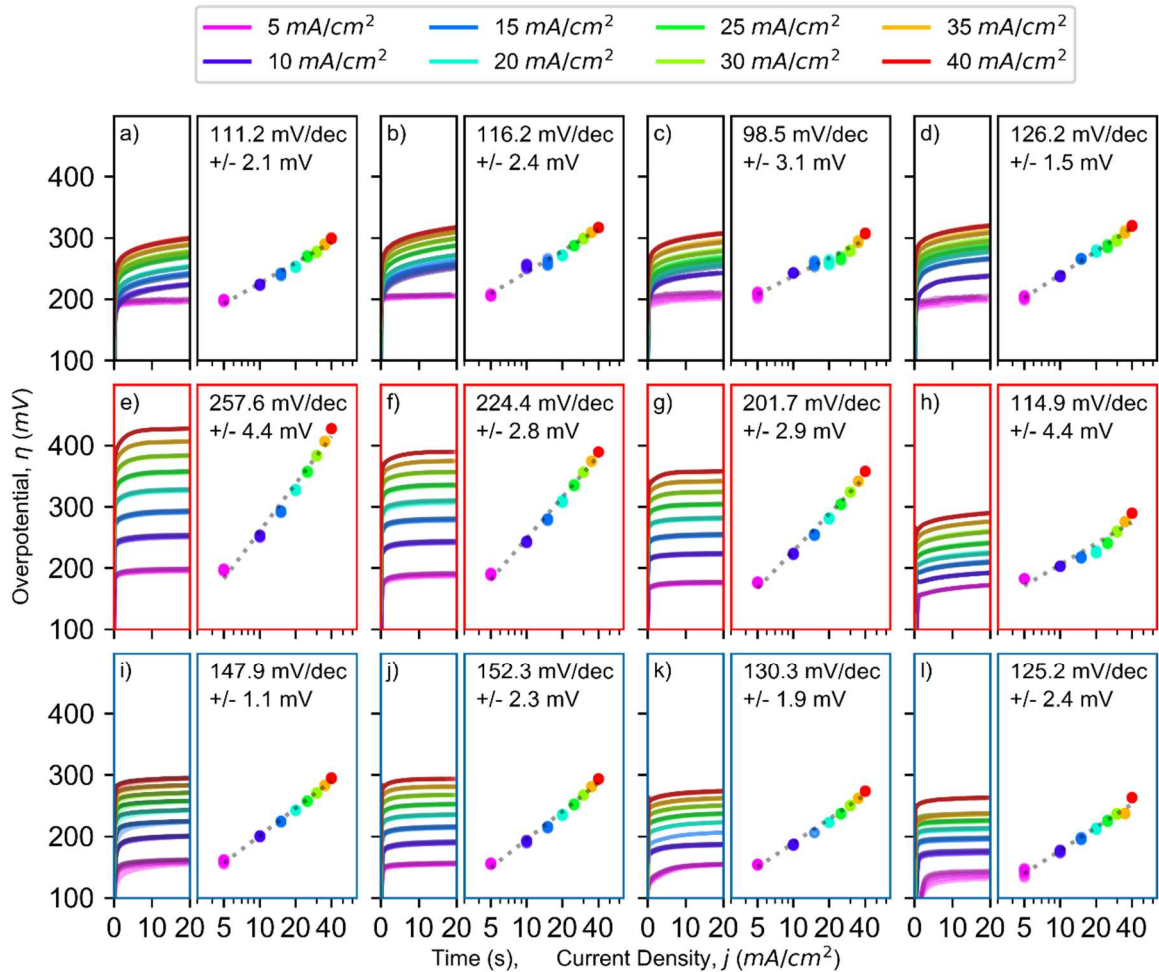 5 mA/cm² 15 mA/cm² 25 mA/cm² 35 mA/cm²
10 mA/cm² 20 mA/cm² 30 mA/cm² 40 mA/cm²
a) 111.2 mV/dec b) 116.2 mV/dec c) 98.5 mV/dec d) 126.2 mV/dec
+/- 2.1 mV +/- 2.4 mV +/- 3.1 mV +/- 1.5 mV
400
300
200
100
e) 257.6 mV/dec f) 224.4 mV/dec g) 201.7 mV/dec h) 114.9 mV/dec
+/- 4.4 mV +/- 2.8 mV +/- 2.9 mV +/- 4.4 mV
400
300
200
100
Overpotential, η (mV)
i) 147.9 mV/dec j) 152.3 mV/dec k) 130.3 mV/dec l) 125.2 mV/dec
+/- 1.1 mV +/- 2.3 mV +/- 1.9 mV +/- 2.4 mV
400
300
200
100
0 10 20 5 10 20 40 0 10 20 5 10 20 40 0 10 20 5 10 20 40 0 10 20 5 10 20 40
Time (s), Current Density, j (mA/cm²)